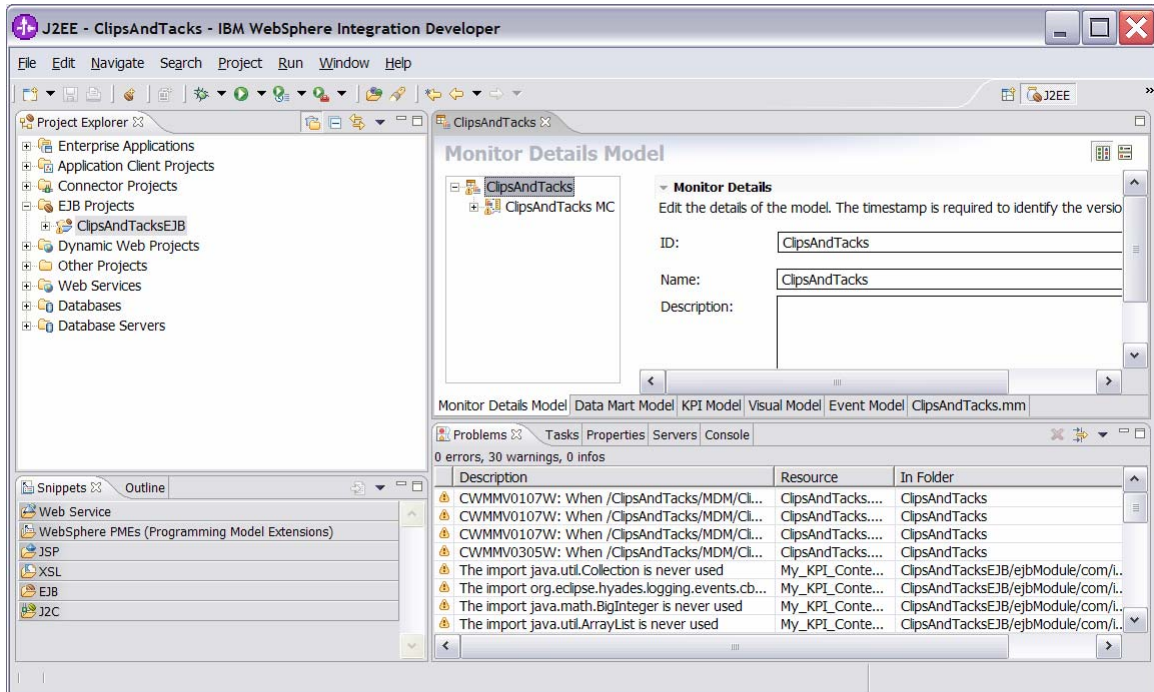 J2EE - ClipsAndTacks - IBM WebSphere Integration Developer
File Edit Navigate Search Project Run Window Help
J2EE
Project Explorer
Enterprise Applications
Application Client Projects
Connector Projects
EJB Projects
ClipsAndTacksEJB
Dynamic Web Projects
Other Projects
Web Services
Databases
Database Servers
ClipsAndTacks
Monitor Details Model
ClipsAndTacks
ClipsAndTacks MC
Monitor Details
Edit the details of the model. The timestamp is required to identify the versio
ID: ClipsAndTacks
Name: ClipsAndTacks
Description:
Monitor Details Model Data Mart Model KPI Model Visual Model Event Model ClipsAndTacks.mm
Snippets Outline
Web Service
WebSphere PMEs (Programming Model Extensions)
JSP
XSL
EJB
J2C
Problems Tasks Properties Servers Console
0 errors, 30 warnings, 0 infos
Description Resource In Folder
CWMMV0107W: When /ClipsAndTacks/MDM/Cli... ClipsAndTacks.... ClipsAndTacks
CWMMV0107W: When /ClipsAndTacks/MDM/Cli... ClipsAndTacks.... ClipsAndTacks
CWMMV0107W: When /ClipsAndTacks/MDM/Cli... ClipsAndTacks.... ClipsAndTacks
CWMMV0305W: When /ClipsAndTacks/MDM/Cli... ClipsAndTacks.... ClipsAndTacks
The import java.util.Collection is never used My_KPI_Conte... ClipsAndTacksEJB/ejbModule/com/i..
The import org.eclipse.hyades.logging.events.cb... My_KPI_Conte... ClipsAndTacksEJB/ejbModule/com/i..
The import java.math.BigInteger is never used My_KPI_Conte... ClipsAndTacksEJB/ejbModule/com/i..
The import java.util.ArrayList is never used My_KPI_Conte... ClipsAndTacksEJB/ejbModule/com/i..